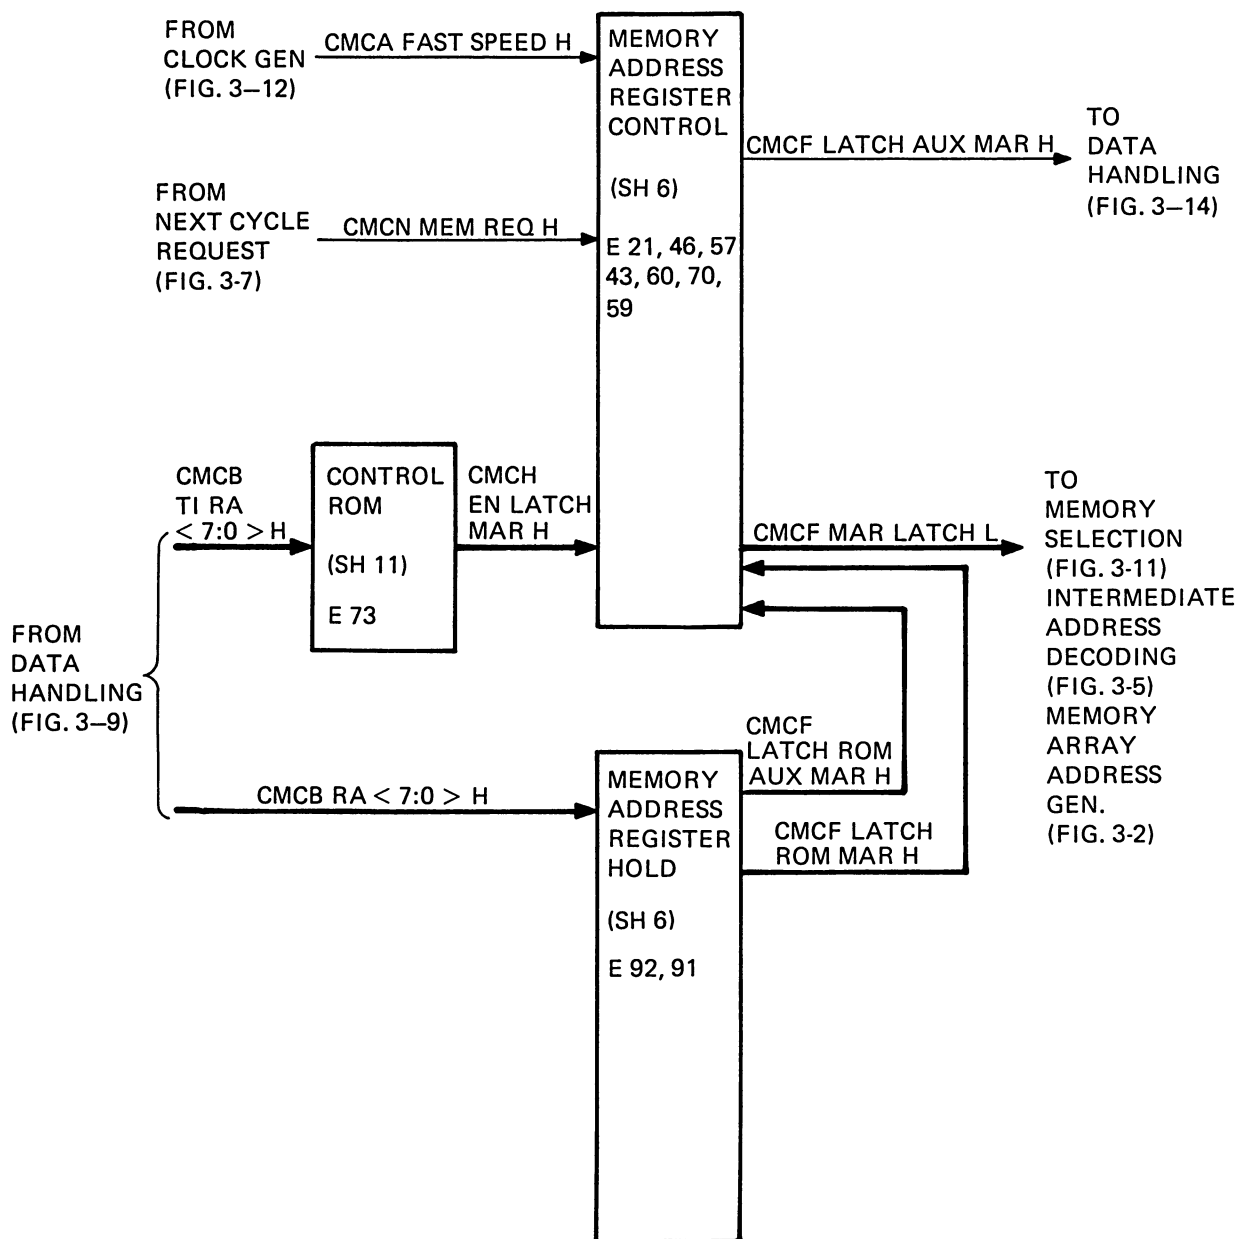 FROM
CLOCK GEN
(FIG. 3–12)
CMCA FAST SPEED H
MEMORY
ADDRESS
REGISTER
CONTROL
(SH 6)
E 21, 46, 57
43, 60, 70,
59
CMCF LATCH AUX MAR H
TO
DATA
HANDLING
(FIG. 3–14)
FROM
NEXT CYCLE
REQUEST
(FIG. 3-7)
CMCN MEM REQ H
CMCB
TI RA
< 7:0 > H
CONTROL
ROM
(SH 11)
E 73
CMCH
EN LATCH
MAR H
CMCF MAR LATCH L
TO
MEMORY
SELECTION
(FIG. 3-11)
INTERMEDIATE
ADDRESS
DECODING
(FIG. 3-5)
MEMORY
ARRAY
ADDRESS
GEN.
(FIG. 3-2)
FROM
DATA
HANDLING
(FIG. 3–9)
CMCB RA < 7:0 > H
MEMORY
ADDRESS
REGISTER
HOLD
(SH 6)
E 92, 91
CMCF
LATCH ROM
AUX MAR H
CMCF LATCH
ROM MAR H